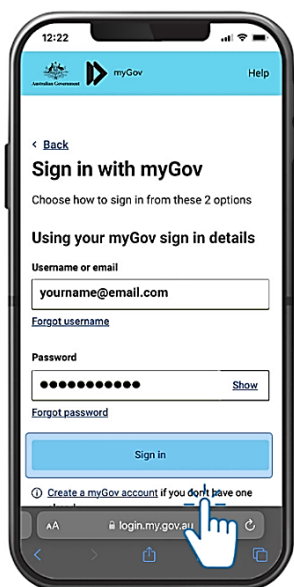 12:22
Australian Government
myGov
Help
< Back
Sign in with myGov
Choose how to sign in from these 2 options
Using your myGov sign in details
Username or email
yourname@email.com
Forgot username
Password
●●●●●●●●●●●
Show
Forgot password
Sign in
Create a myGov account if you don't have one
AA
login.my.gov.au